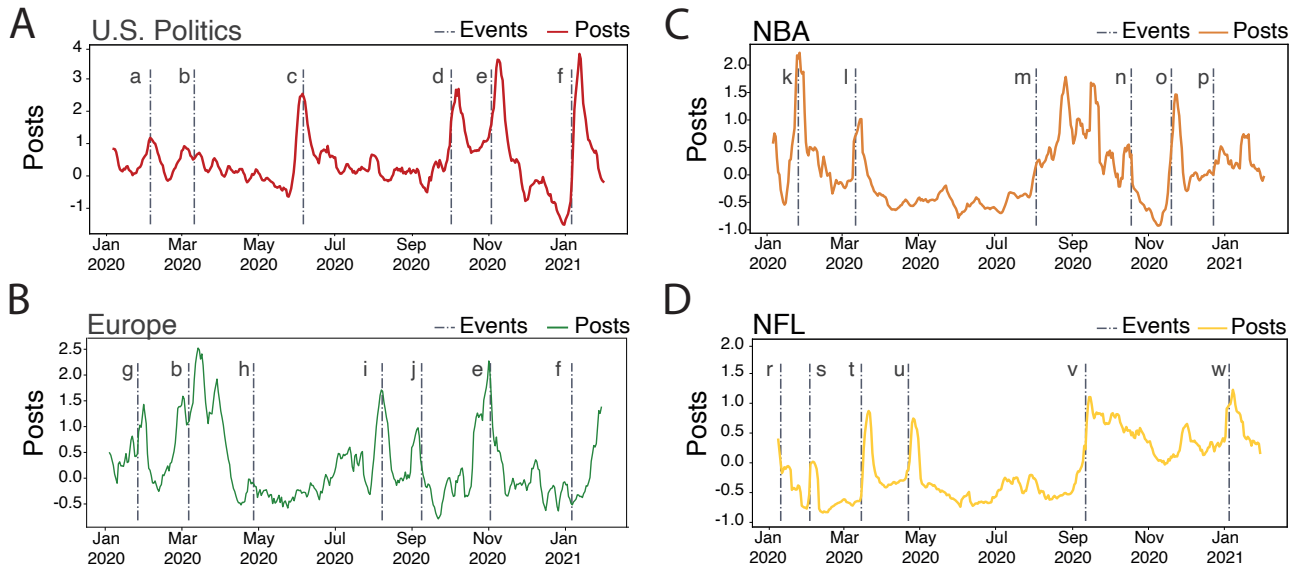 A
U.S. Politics
Events
Posts
Posts
4
3
2
1
0
-1
a
b
c
d
e
f
Jan 2020
Mar 2020
May 2020
Jul 2020
Sep 2020
Nov 2020
Jan 2021
B
Europe
Events
Posts
Posts
2.5
2.0
1.5
1.0
0.5
0.0
-0.5
g
b
h
i
j
e
f
Jan 2020
Mar 2020
May 2020
Jul 2020
Sep 2020
Nov 2020
Jan 2021
C
NBA
Events
Posts
Posts
2.0
1.5
1.0
0.5
0.0
-0.5
-1.0
k
l
m
n
o
p
Jan 2020
Mar 2020
May 2020
Jul 2020
Sep 2020
Nov 2020
Jan 2021
D
NFL
Events
Posts
Posts
2.0
1.5
1.0
0.5
0.0
-0.5
-1.0
r
s
t
u
v
w
Jan 2020
Mar 2020
May 2020
Jul 2020
Sep 2020
Nov 2020
Jan 2021